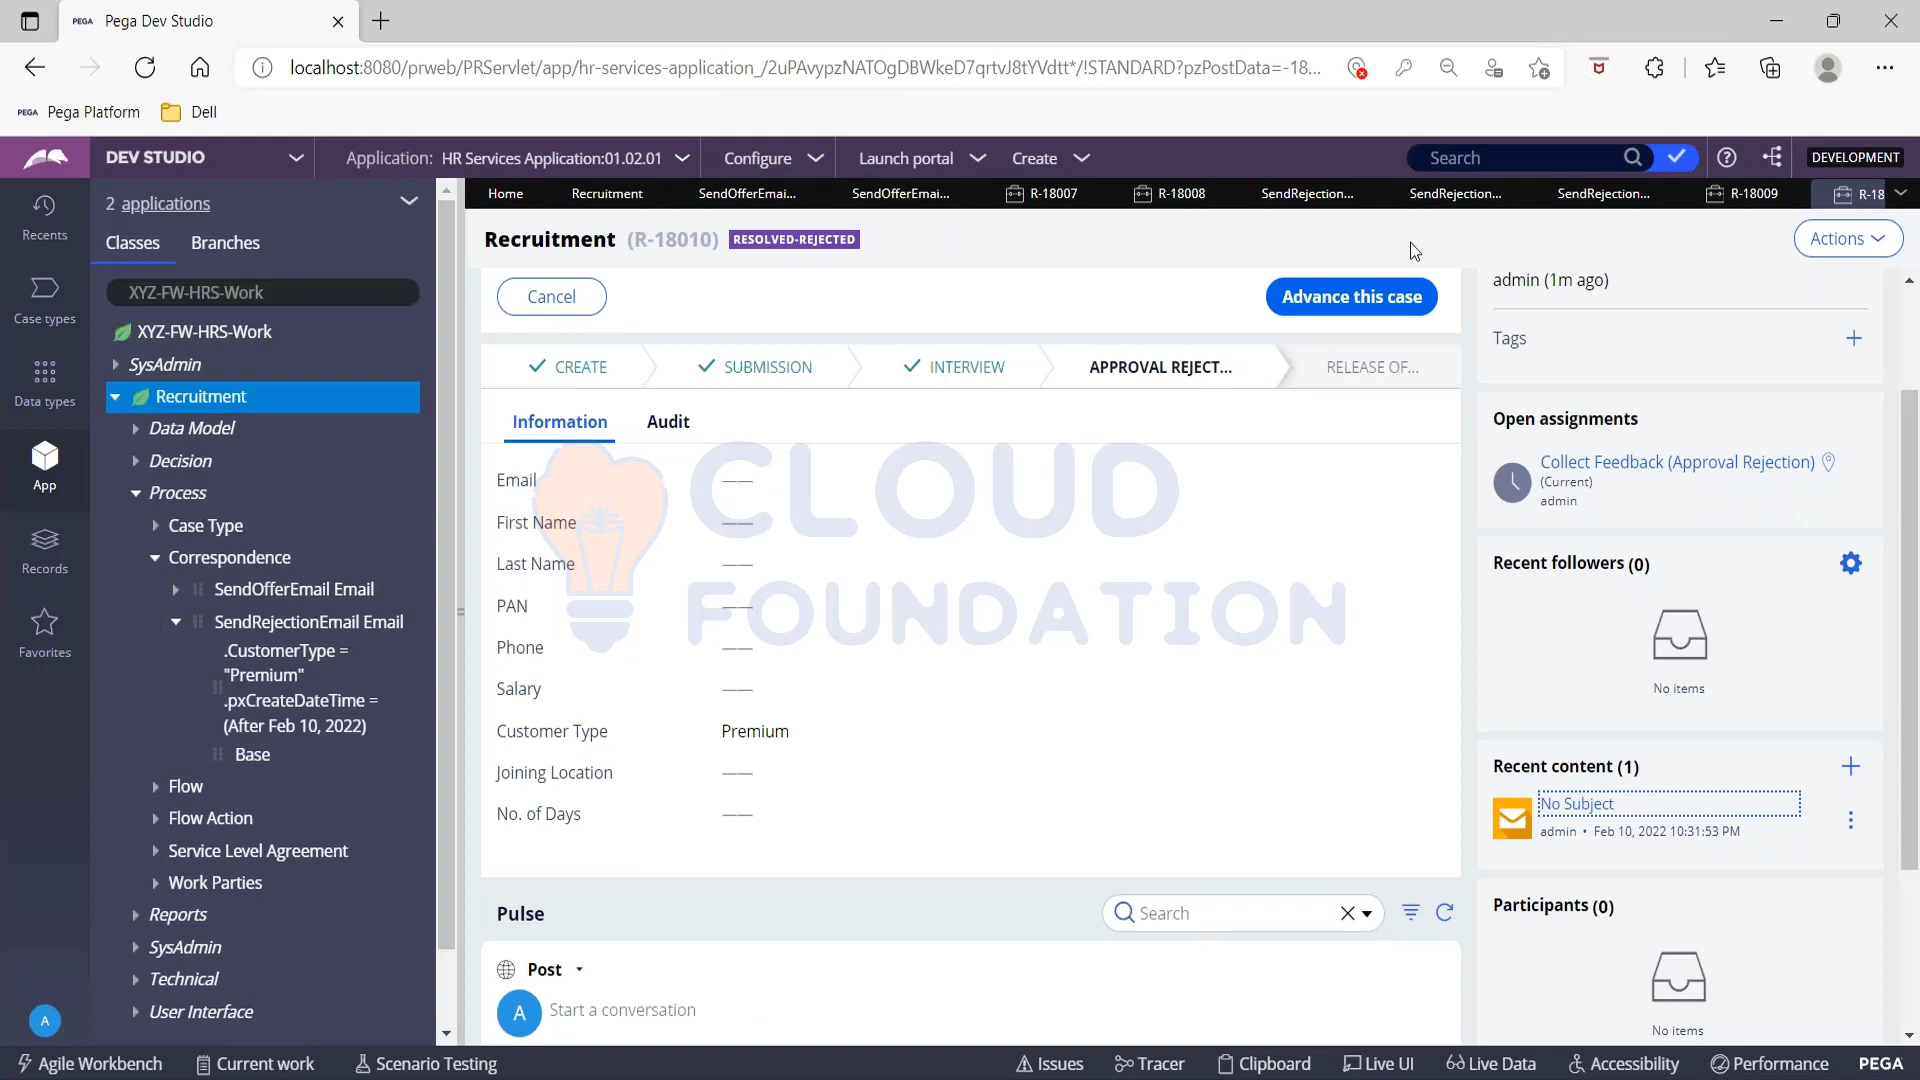 PEGA Pega Dev Studio
localhost:8080/prweb/PRServlet/app/hr-services-application_/2uPAvypzNATOgDBWkeD7qrtvJ8tYVdtt*/!STANDARD?pzPostData=-18...
PEGA Pega Platform Dell
DEV STUDIO Application: HR Services Application:01.02.01 Configure Launch portal Create Search DEVELOPMENT
Home Recruitment SendOfferEmai... SendOfferEmai... R-18007 R-18008 SendRejection... SendRejection... SendRejection... R-18009 R-18
Recents
Case types
Data types
App
Records
Favorites
A
2 applications
Classes Branches
XYZ-FW-HRS-Work
XYZ-FW-HRS-Work
SysAdmin
Recruitment
Data Model
Decision
Process
Case Type
Correspondence
SendOfferEmail Email
SendRejectionEmail Email
.CustomerType =
"Premium"
.pxCreateDateTime =
(After Feb 10, 2022)
Base
Flow
Flow Action
Service Level Agreement
Work Parties
Reports
SysAdmin
Technical
User Interface
Recruitment (R-18010) RESOLVED-REJECTED
Actions
Cancel Advance this case
CREATE SUBMISSION INTERVIEW APPROVAL REJECT... RELEASE OF...
Information Audit
Email ——
First Name ——
Last Name ——
PAN ——
Phone ——
Salary ——
Customer Type Premium
Joining Location ——
No. of Days ——
CLOUD
FOUNDATION
Pulse Search
Post
A Start a conversation
admin (1m ago)
Tags
Open assignments
Collect Feedback (Approval Rejection)
(Current)
admin
Recent followers (0)
No items
Recent content (1)
No Subject
admin • Feb 10, 2022 10:31:53 PM
Participants (0)
No items
Agile Workbench Current work Scenario Testing Issues Tracer Clipboard Live UI Live Data Accessibility Performance PEGA